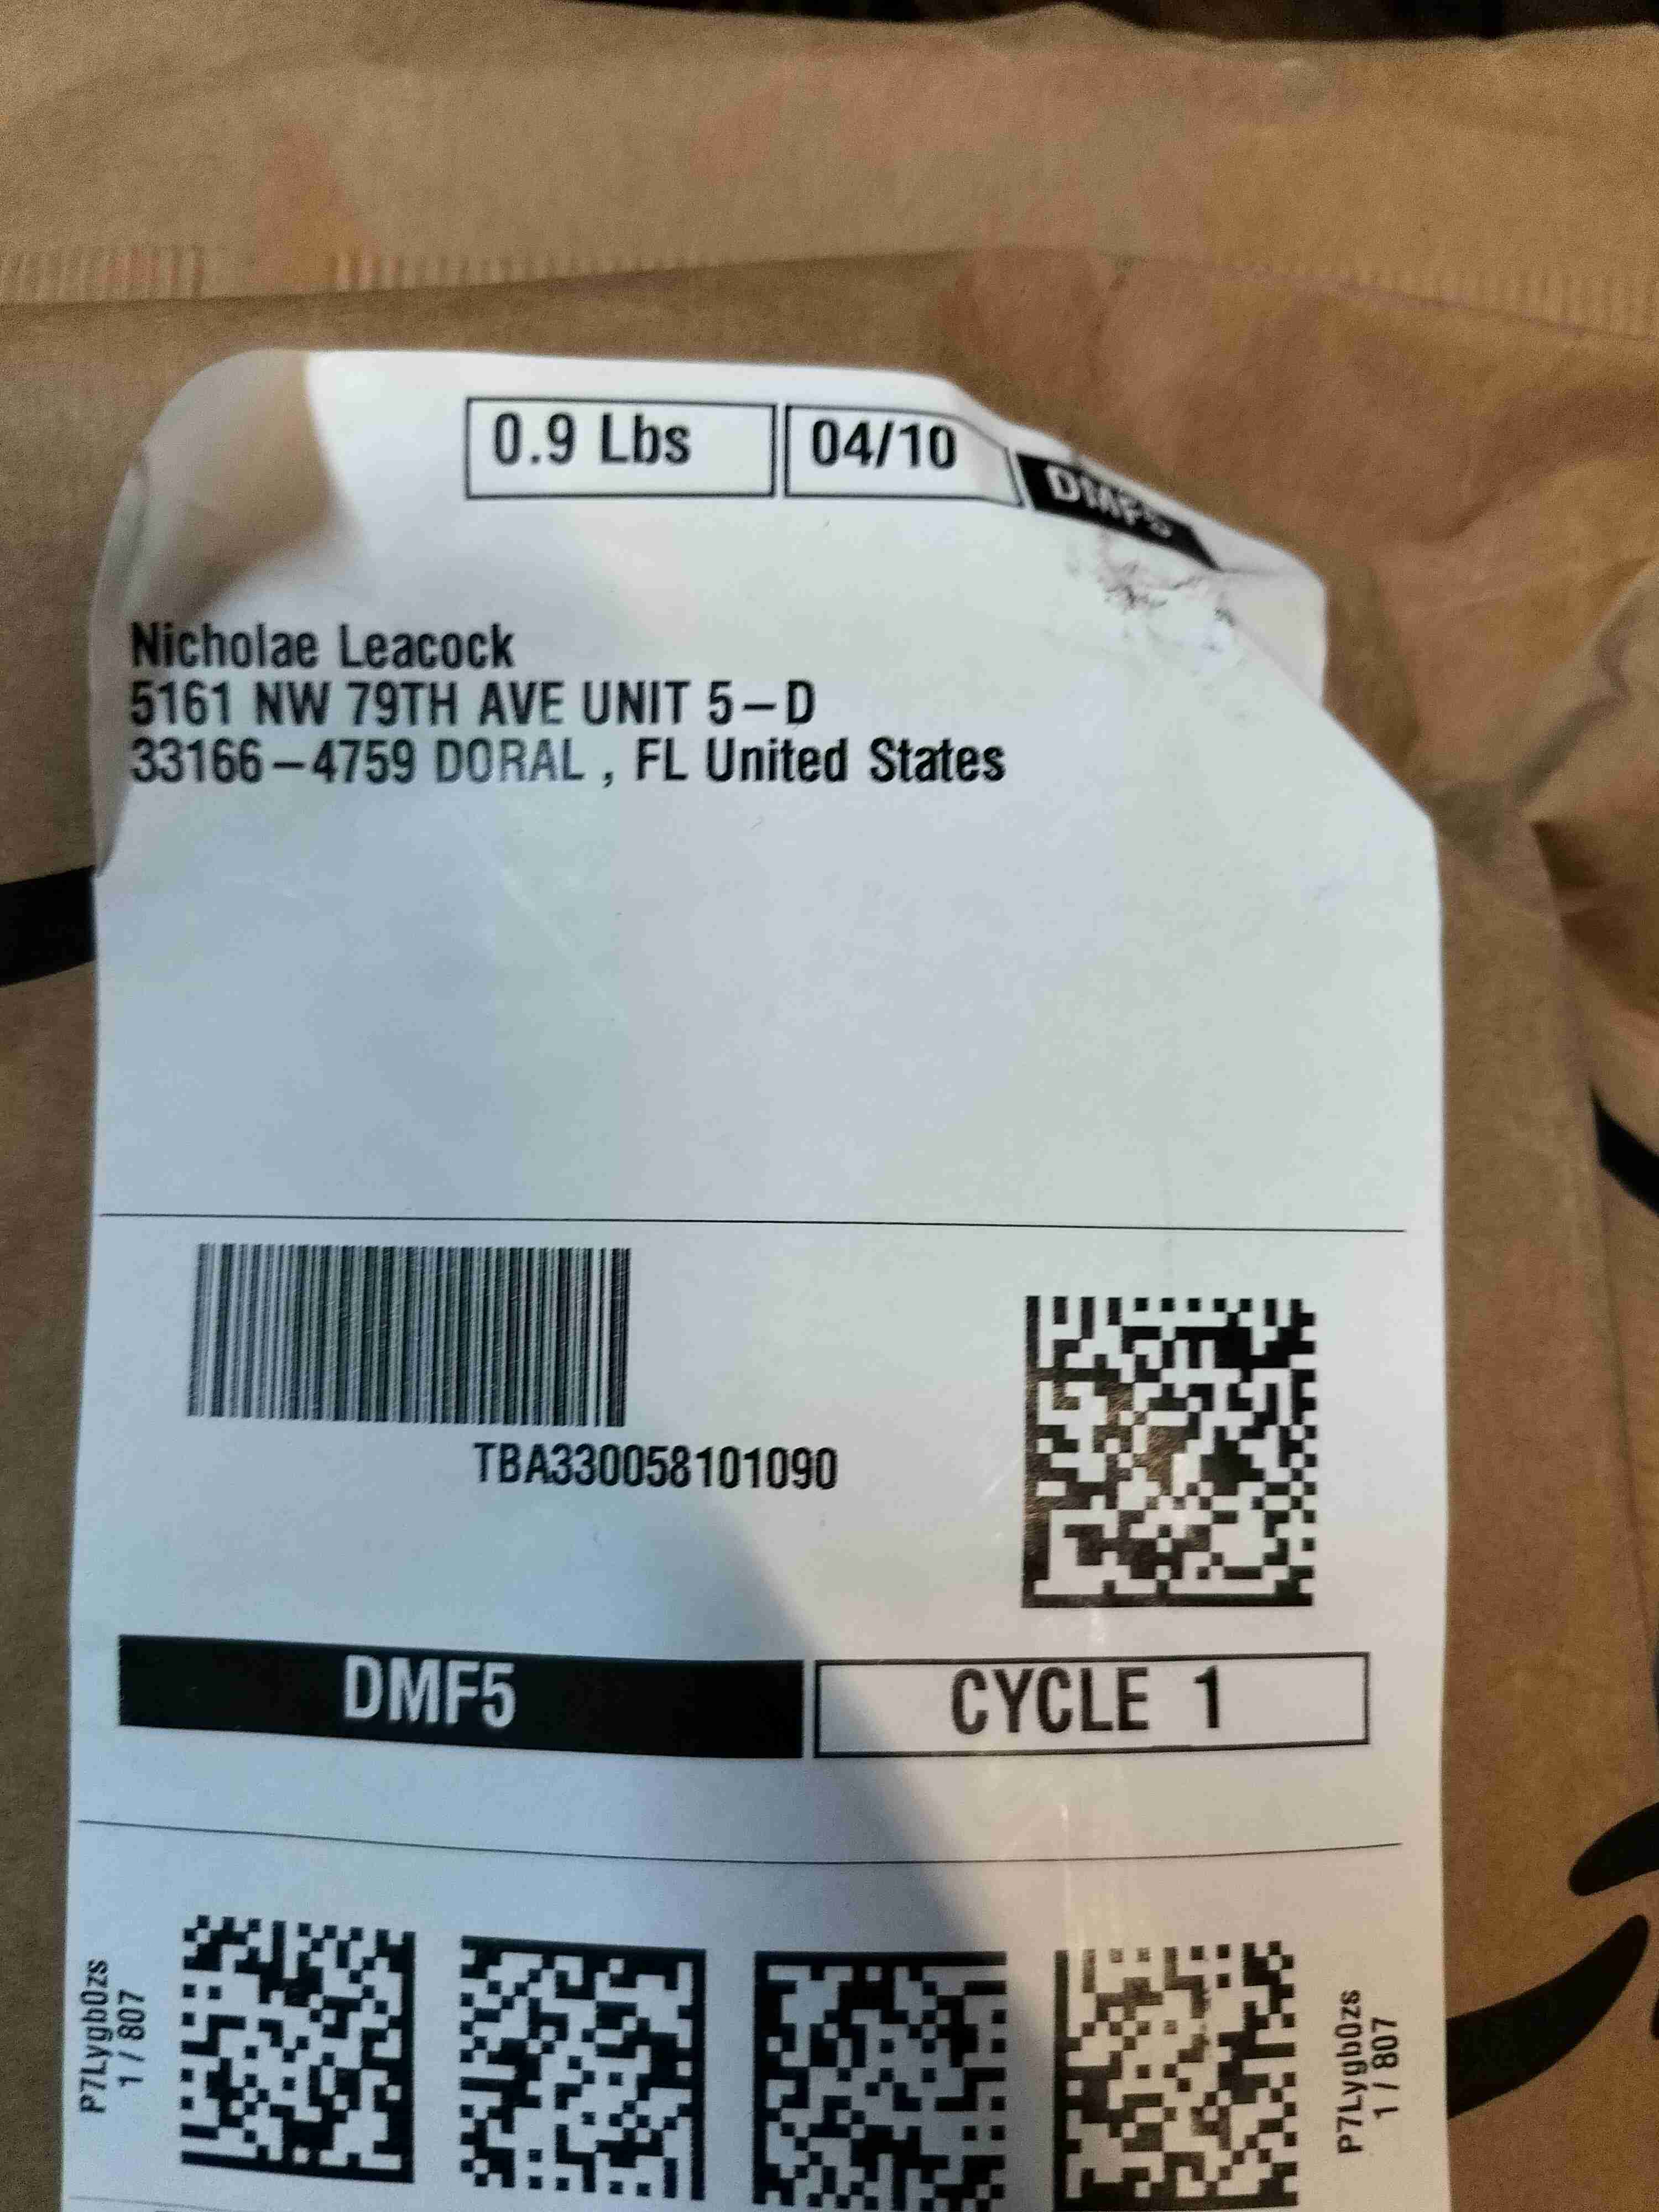 0.9 Lbs 04/10 DMF5
Nicholae Leacock
5161 NW 79TH AVE UNIT 5-D
33166-4759 DORAL , FL United States
TBA330058101090
DMF5 CYCLE 1
P7Lygb0zs
1/807
P7Lygb0zs
1/807